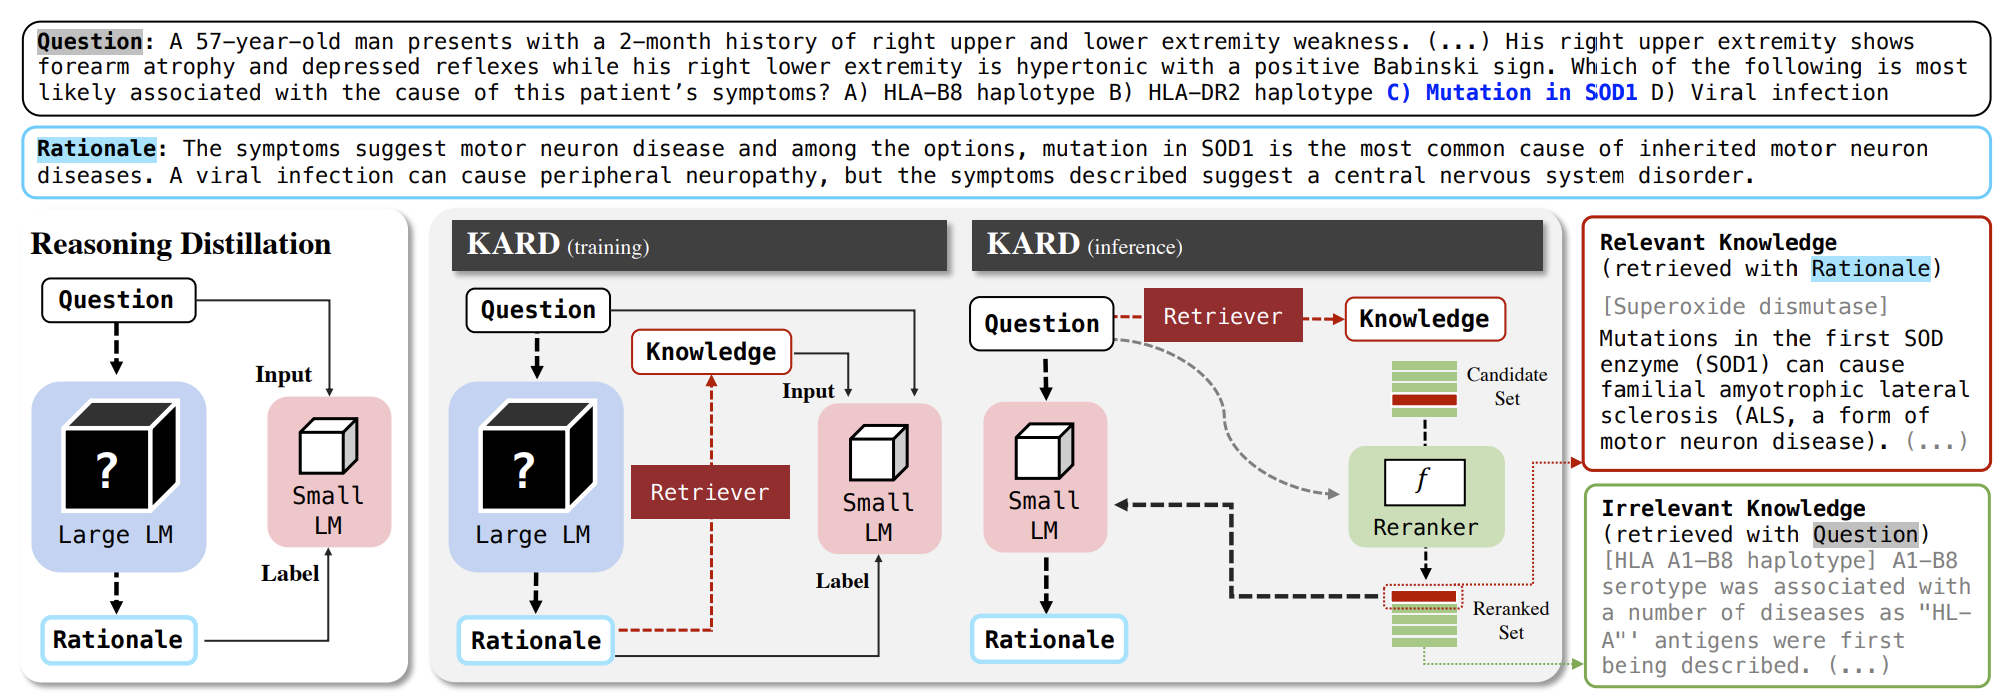 Question: A 57-year-old man presents with a 2-month history of right upper and lower extremity weakness. (...) His right upper extremity shows
forearm atrophy and depressed reflexes while his right lower extremity is hypertonic with a positive Babinski sign. Which of the following is most
likely associated with the cause of this patient's symptoms? A) HLA-B8 haplotype B) HLA-DR2 haplotype C) Mutation in SOD1 D) Viral infection
Rationale: The symptoms suggest motor neuron disease and among the options, mutation in SOD1 is the most common cause of inherited motor neuron
diseases. A viral infection can cause peripheral neuropathy, but the symptoms described suggest a central nervous system disorder.
Reasoning Distillation
Question
Input
?
Large LM
Small
LM
Label
Rationale
KARD (training)
Question
Knowledge
Input
?
Large LM
Retriever
Small
LM
Label
Rationale
KARD (inference)
Question
Retriever
Knowledge
Candidate
Set
Small
LM
f
Reranker
Reranked
Set
Rationale
Relevant Knowledge
(retrieved with Rationale)
[Superoxide dismutase]
Mutations in the first SOD
enzyme (SOD1) can cause
familial amyotrophic lateral
sclerosis (ALS, a form of
motor neuron disease). (...)
Irrelevant Knowledge
(retrieved with Question)
[HLA A1-B8 haplotype] A1-B8
serotype was associated with
a number of diseases as "HL-
A"' antigens were first
being described. (...)